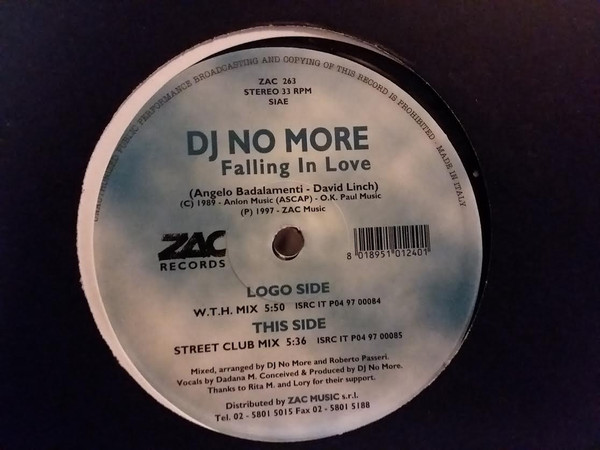 PERFORMANCE BROADCASTING AND COPYING OF THIS RECORD IS PROHIBITED - MADE IN ITALY
ZAC 263
STEREO 33 RPM
SIAE
DJ NO MORE
Falling In Love
(Angelo Badalamenti - David Linch)
(C) 1989 - Anlon Music (ASCAP) - O.K. Paul Music
(P) 1997 - ZAC Music
ZAC
RECORDS
8 018951 012401
LOGO SIDE
W.T.H. MIX 5:50 ISRC IT P04 97 00084
THIS SIDE
STREET CLUB MIX 5:36 ISRC IT P04 97 00085
Mixed, arranged by DJ No More and Roberto Passeri.
Vocals by Dadana M. Conceived & Produced by DJ No More.
Thanks to Rita M. and Lory for their support.
Distributed by ZAC MUSIC s.r.l.
Tel. 02 - 5801 5015 Fax 02 - 5801 5188